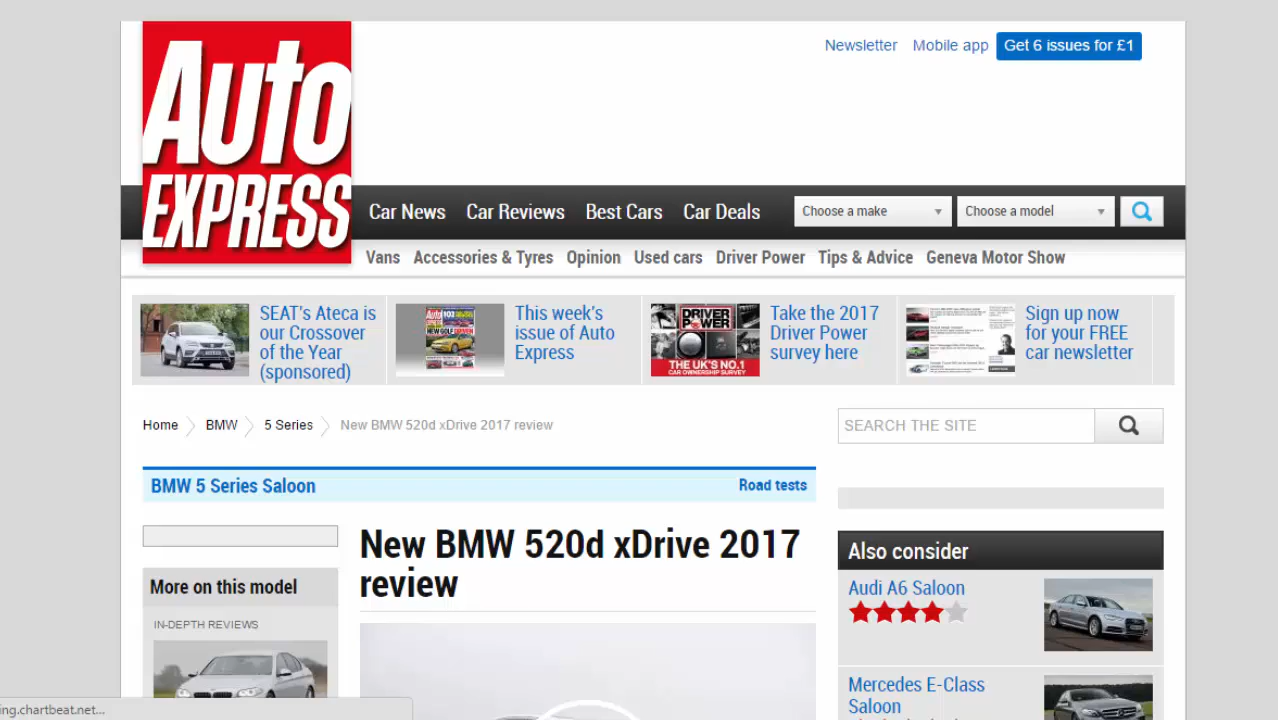 Newsletter Mobile app Get 6 issues for £1
Auto
EXPRESS
Car News Car Reviews Best Cars Car Deals Choose a make Choose a model
Vans Accessories & Tyres Opinion Used cars Driver Power Tips & Advice Geneva Motor Show
SEAT's Ateca is
our Crossover
of the Year
(sponsored)
NEW GOLF DRIVEN
This week's
issue of Auto
Express
DRIVER
POWER
THE UK'S NO.1
CAR OWNERSHIP SURVEY
Take the 2017
Driver Power
survey here
Sign up now
for your FREE
car newsletter
Home BMW 5 Series New BMW 520d xDrive 2017 review
SEARCH THE SITE
BMW 5 Series Saloon Road tests
New BMW 520d xDrive 2017
review
More on this model
IN-DEPTH REVIEWS
Also consider
Audi A6 Saloon
Mercedes E-Class
Saloon
ing.chartbeat.net...